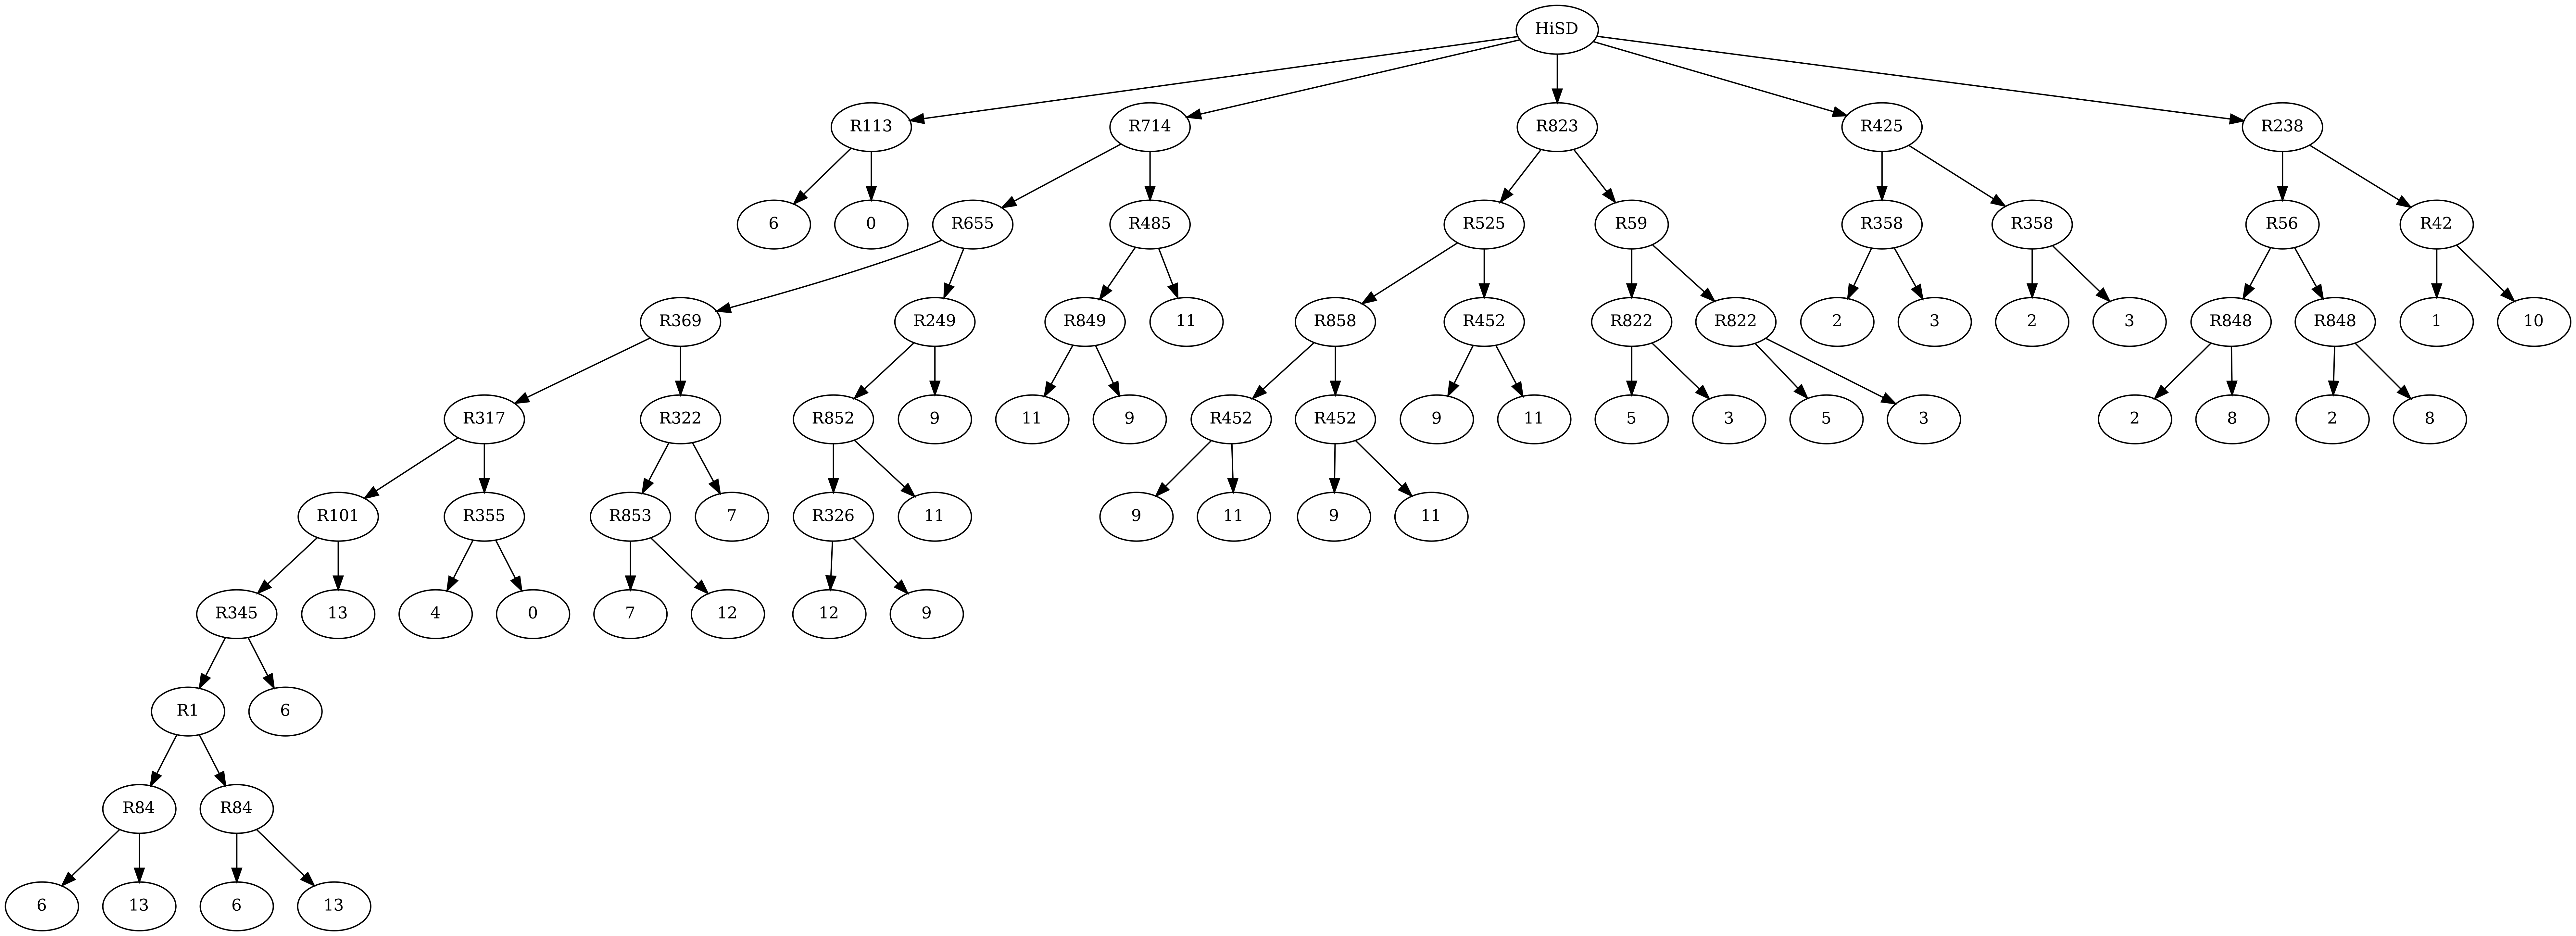 HiSD
R113 R714 R823 R425 R238
6 0 R655 R485 R525 R59 R358 R358 R56 R42
R369 R249 R849 11 R858 R452 R822 R822 2 3 2 3 R848 R848 1 10
R317 R322 R852 9 11 9 R452 R452 9 11 5 3 5 3 2 8 2 8
R101 R355 R853 7 R326 11 9 11 9 11
R345 13 4 0 7 12 12 9
R1 6
R84 R84
6 13 6 13